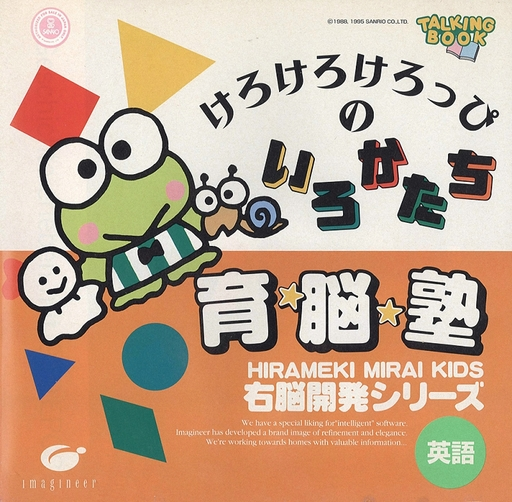 SANRIO
©1988, 1995 SANRIO CO.,LTD.
TALKING
BOOK
けろけろけろっぴ
の
いろかたち
育★脳★塾
HIRAMEKI MIRAI KIDS
右脳開発シリーズ
We have a special liking for"intelligent" software.
Imagineer has developed a brand image of refinement and elegance.
We're working towards homes with valuable information...
英語
imagineer